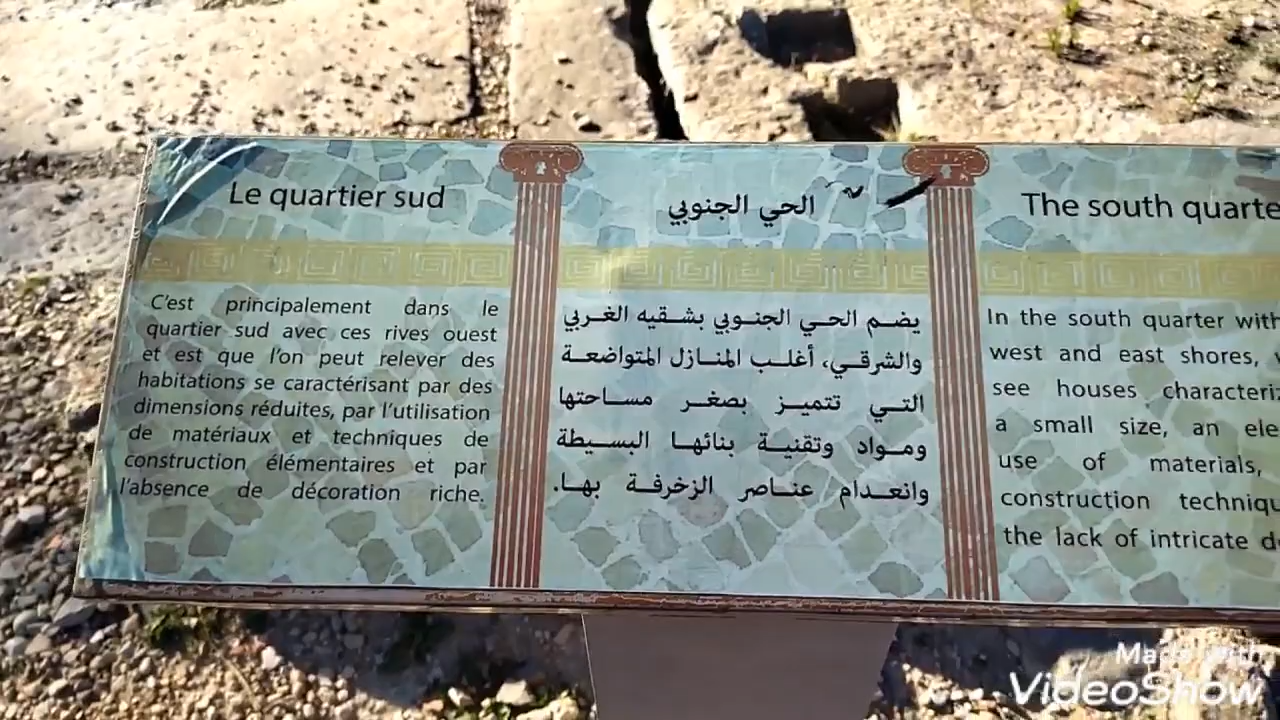 Le quartier sud
C'est principalement dans le
quartier sud avec ces rives ouest
et est que l'on peut relever des
habitations se caractérisant par des
dimensions réduites, par l'utilisation
de matériaux et techniques de
construction élémentaires et par
l'absence de décoration riche.
الحي الجنوبي
يضم الحي الجنوبي بشقيه الغربي
والشرقي، أغلب المنازل المتواضعة
التي تتميز بصغر مساحتها
ومواد وتقنية بنائها البسيطة
وانعدام عناصر الزخرفة بها.
The south
In the south quarter with
west and east shores,
see houses
a small size, an
use of materials,
construction
the lack of intricate
Made with
VideoShow